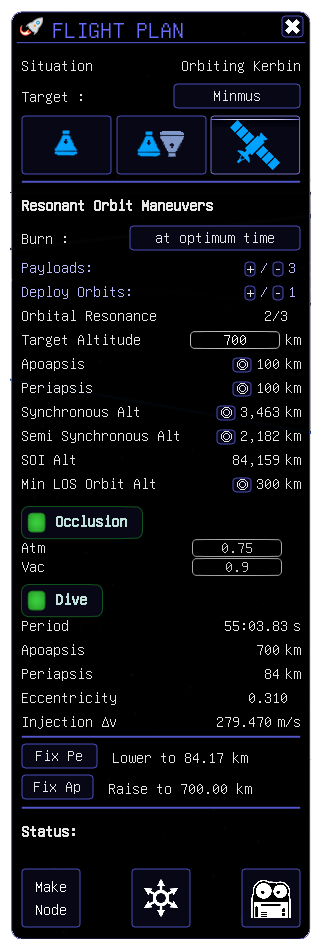 FLIGHT PLAN
Situation Orbiting Kerbin
Target : Minmus
Resonant Orbit Maneuvers
Burn : at optimum time
Payloads: + / - 3
Deploy Orbits: + / - 1
Orbital Resonance 2/3
Target Altitude 700 km
Apoapsis 100 km
Periapsis 100 km
Synchronous Alt 3,463 km
Semi Synchronous Alt 2,182 km
SOI Alt 84,159 km
Min LOS Orbit Alt 300 km
Occlusion
Atm 0.75
Vac 0.9
Dive
Period 55:03.83 s
Apoapsis 700 km
Periapsis 84 km
Eccentricity 0.310
Injection Δv 279.470 m/s
Fix Pe Lower to 84.17 km
Fix Ap Raise to 700.00 km
Status:
Make
Node